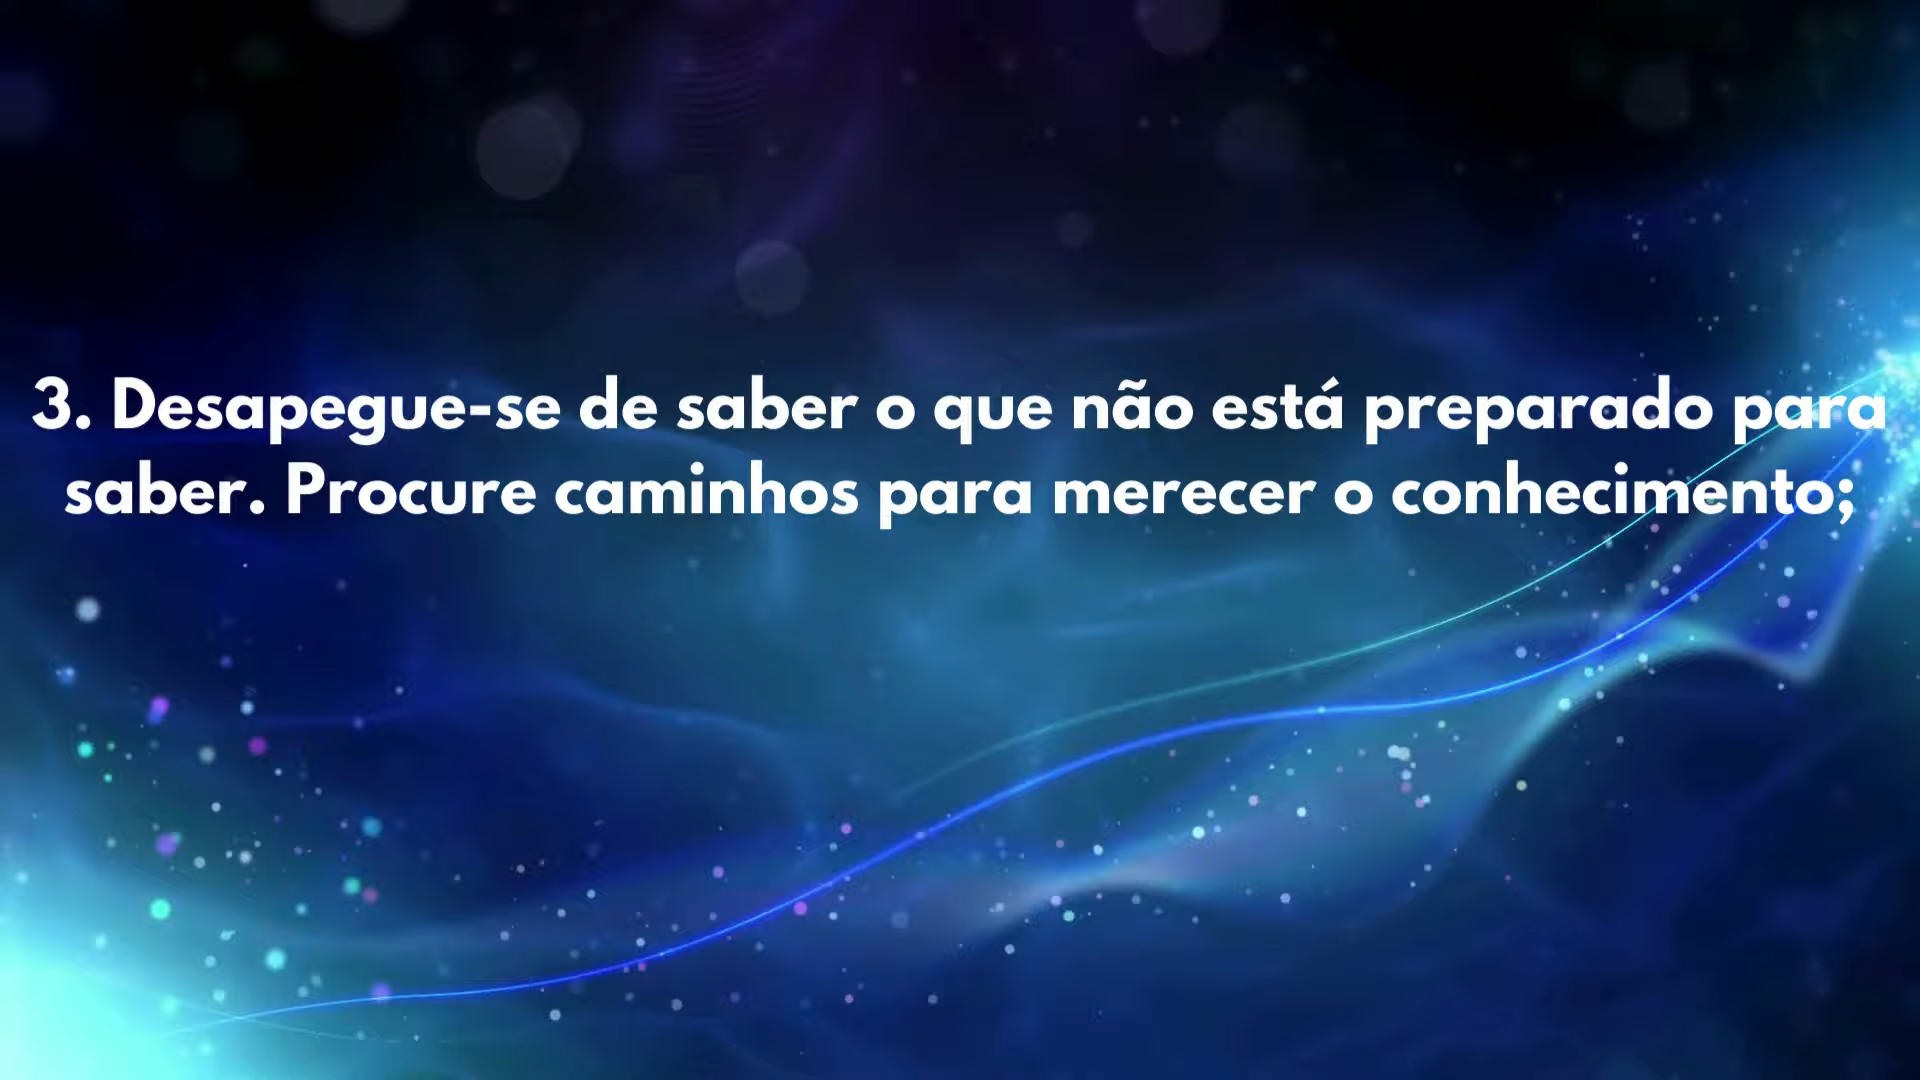 3. Desapegue-se de saber o que não está preparado para
saber. Procure caminhos para merecer o conhecimento;